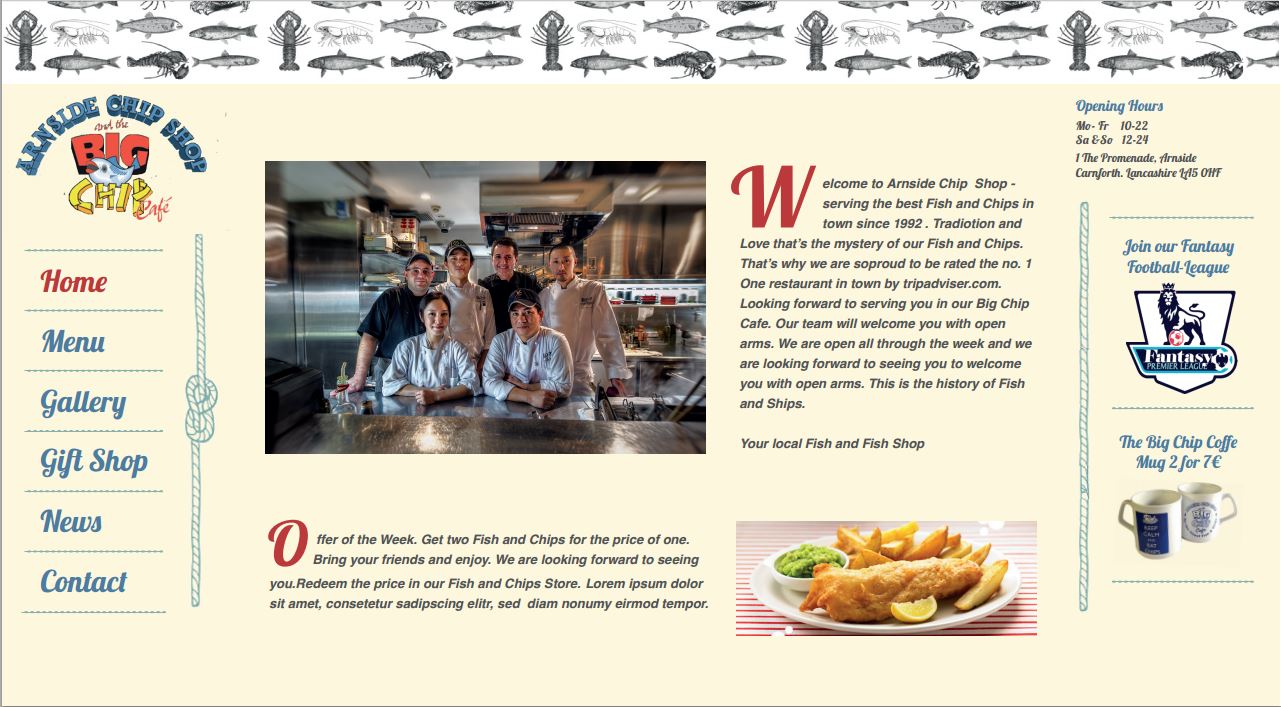 ARNSIDE CHIP SHOP
and the
BIG
CHIP
Café
Home
Menu
Gallery
Gift Shop
News
Contact
Welcome to Arnside Chip Shop -
serving the best Fish and Chips in
town since 1992 . Tradiotion and
Love that's the mystery of our Fish and Chips.
That's why we are soproud to be rated the no. 1
One restaurant in town by tripadviser.com.
Looking forward to serving you in our Big Chip
Cafe. Our team will welcome you with open
arms. We are open all through the week and we
are looking forward to seeing you to welcome
you with open arms. This is the history of Fish
and Ships.
Your local Fish and Fish Shop
Offer of the Week. Get two Fish and Chips for the price of one.
Bring your friends and enjoy. We are looking forward to seeing
you.Redeem the price in our Fish and Chips Store. Lorem ipsum dolor
sit amet, consetetur sadipscing elitr, sed diam nonumy eirmod tempor.
Opening Hours
Mo- Fr 10-22
Sa & So 12-24
1 The Promenade, Arnside
Carnforth. Lancashire LA5 0HF
Join our Fantasy
Football-League
Fantasy
PREMIER LEAGUE
The Big Chip Coffe
Mug 2 for 7€
KEEP
CALM
AND
EAT
CHIPS
BIG